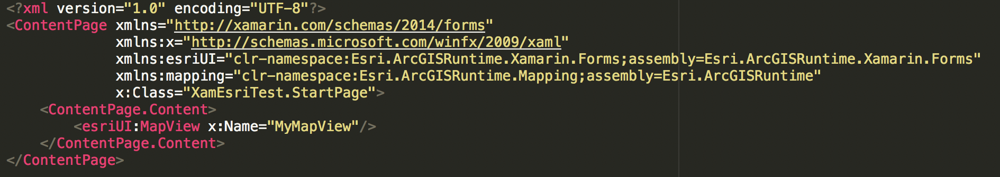 <?xml version="1.0" encoding="UTF-8"?>
<ContentPage xmlns="http://xamarin.com/schemas/2014/forms"
             xmlns:x="http://schemas.microsoft.com/winfx/2009/xaml"
             xmlns:esriUI="clr-namespace:Esri.ArcGISRuntime.Xamarin.Forms;assembly=Esri.ArcGISRuntime.Xamarin.Forms"
             xmlns:mapping="clr-namespace:Esri.ArcGISRuntime.Mapping;assembly=Esri.ArcGISRuntime"
             x:Class="XamEsriTest.StartPage">
    <ContentPage.Content>
        <esriUI:MapView x:Name="MyMapView"/>
    </ContentPage.Content>
</ContentPage>